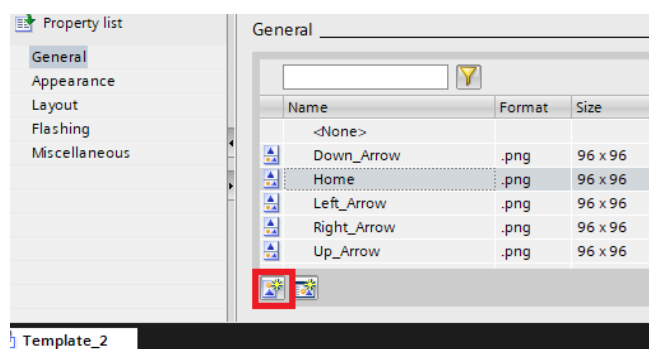 Property list
General
Appearance
Layout
Flashing
Miscellaneous
General
Name Format Size
<None>
Down_Arrow .png 96 x 96
Home .png 96 x 96
Left_Arrow .png 96 x 96
Right_Arrow .png 96 x 96
Up_Arrow .png 96 x 96
Template_2